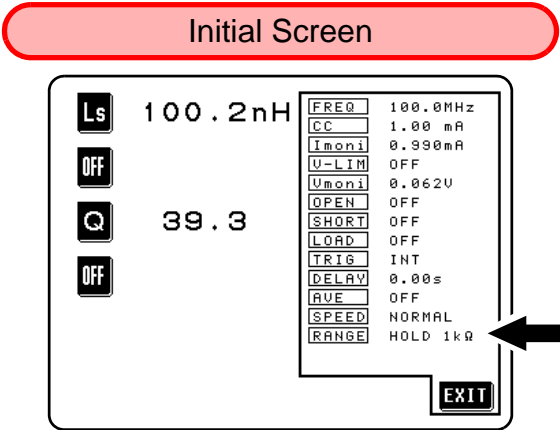 Initial Screen
Ls 100.2nH
OFF
Q 39.3
OFF
FREQ 100.0MHz
CC 1.00 mA
Imoni 0.990mA
V-LIM OFF
Vmoni 0.062V
OPEN OFF
SHORT OFF
LOAD OFF
TRIG INT
DELAY 0.00s
AVE OFF
SPEED NORMAL
RANGE HOLD 1kΩ
EXIT